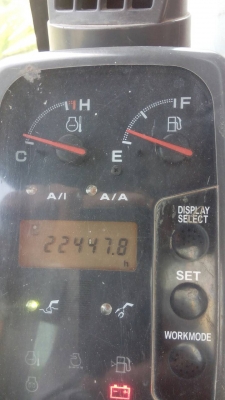 H F
C E
A/I A/A
DISPLAY
SELECT
22447.8
h
SET
WORKMODE